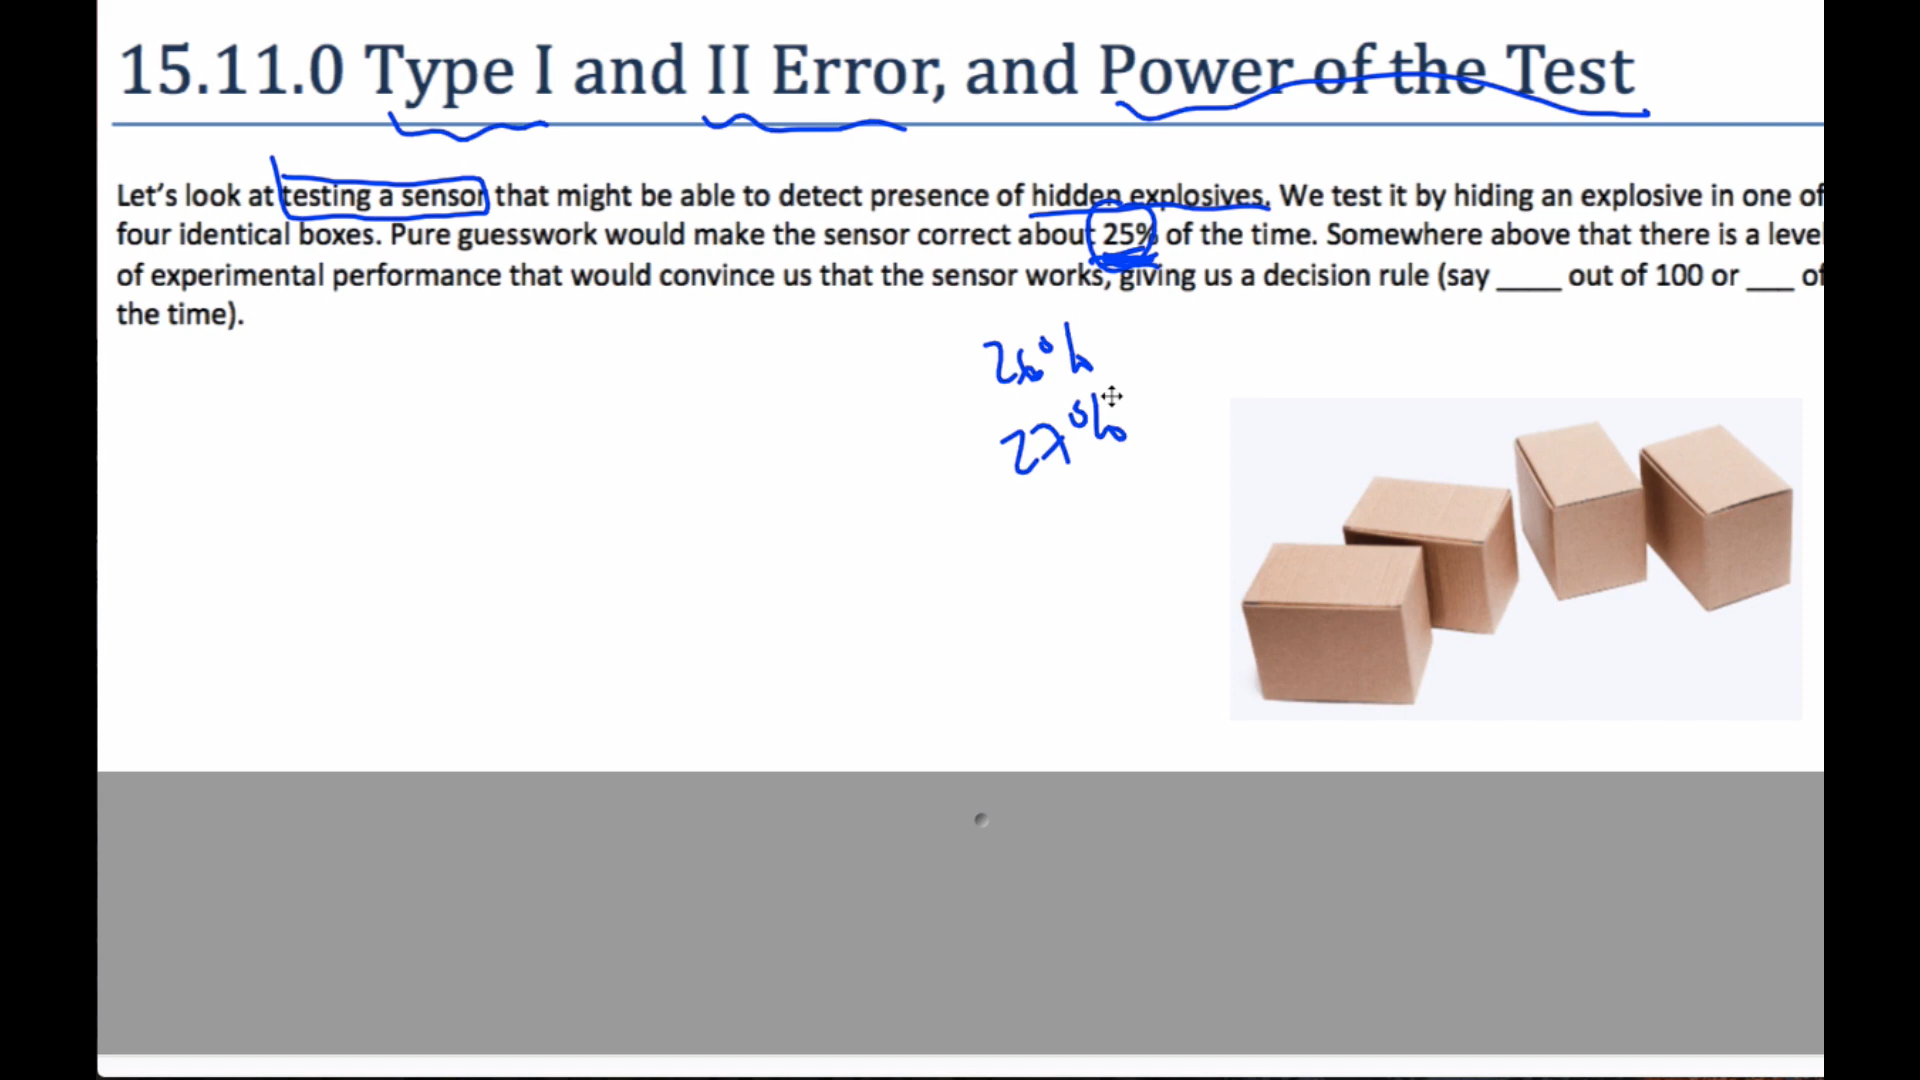 15.11.0 Type I and II Error, and Power of the Test
Let's look at testing a sensor that might be able to detect presence of hidden explosives. We test it by hiding an explosive in one of
four identical boxes. Pure guesswork would make the sensor correct about 25% of the time. Somewhere above that there is a level
of experimental performance that would convince us that the sensor works, giving us a decision rule (say ____ out of 100 or ___ of
the time).
26%
27%